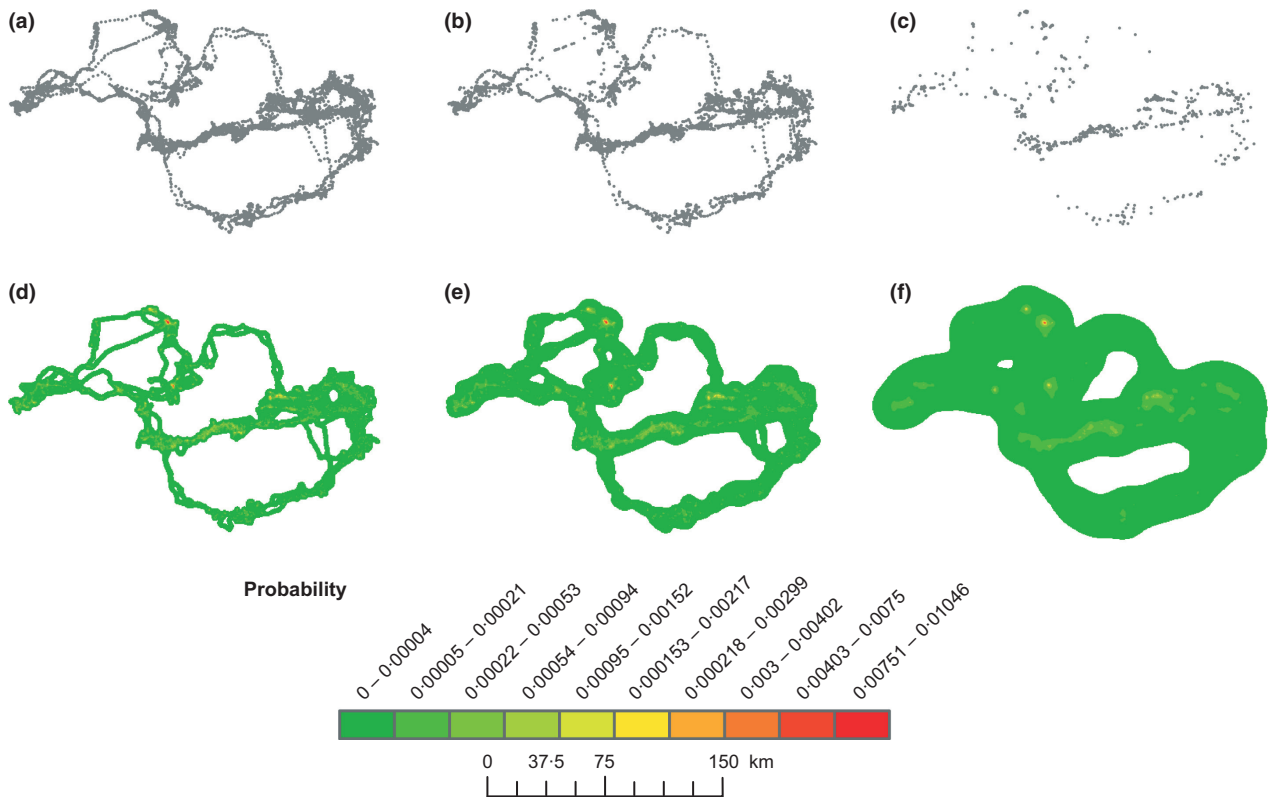 (a)
(b)
(c)
(d)
(e)
(f)
Probability
0 – 0·00004
0·00005 – 0·00021
0·00022 – 0·00053
0·00054 – 0·00094
0·00095 – 0·00152
0·000153 – 0·00217
0·000218 – 0·00299
0·003 – 0·00402
0·00403 – 0·0075
0·00751 – 0·01046
0 37·5 75 150 km